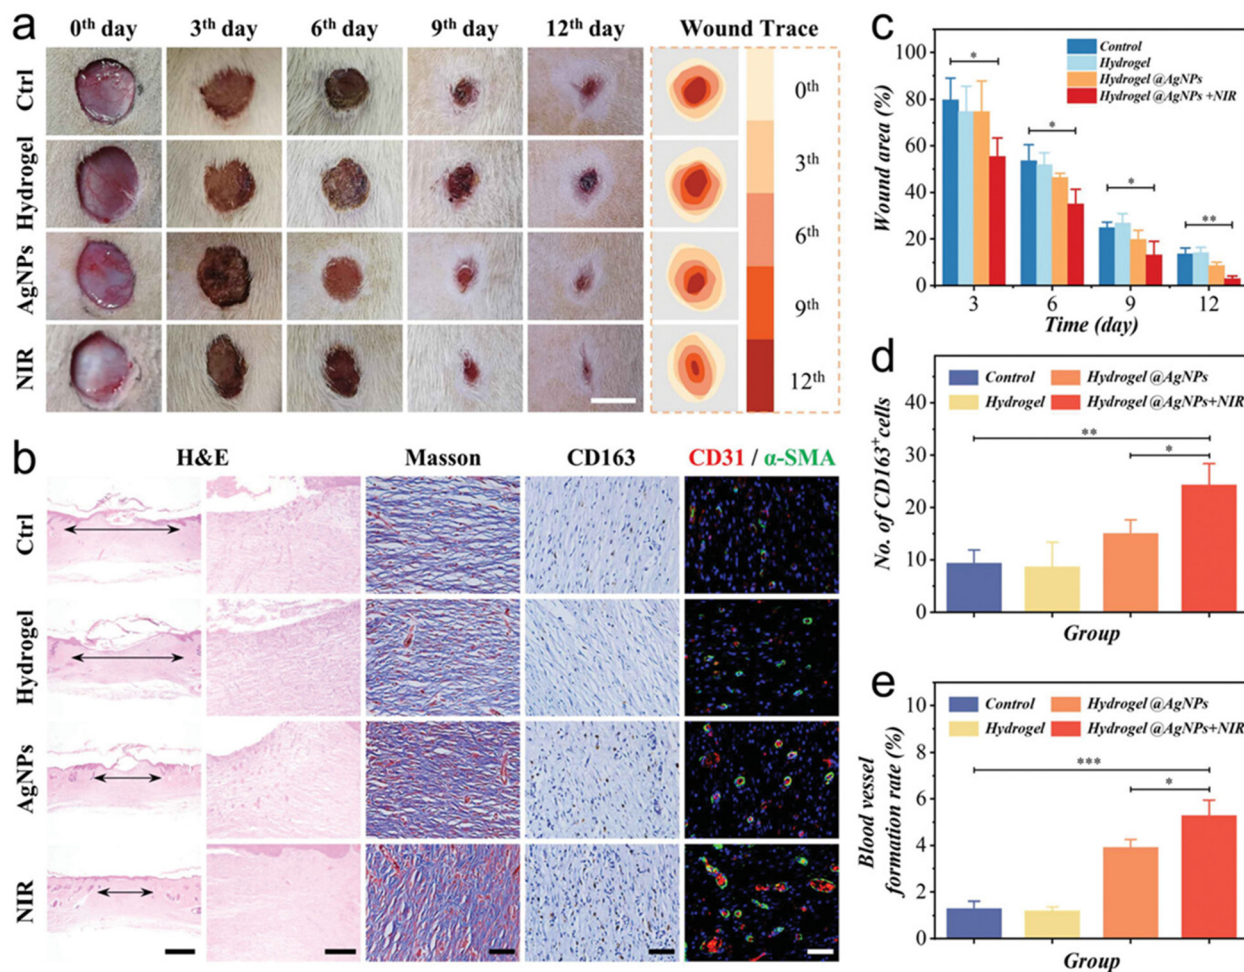 a
0th day
3th day
6th day
9th day
12th day
Wound Trace
Ctrl
Hydrogel
AgNPs
NIR
0th
3th
6th
9th
12th
b
H&E
Masson
CD163
CD31 / α-SMA
Ctrl
Hydrogel
AgNPs
NIR
c
Wound area (%)
100
80
60
40
20
0
Control
Hydrogel
Hydrogel @AgNPs
Hydrogel @AgNPs +NIR
*
*
*
**
3
6
9
12
Time (day)
d
No. of CD163+cells
40
30
20
10
0
Control
Hydrogel @AgNPs
Hydrogel
Hydrogel @AgNPs+NIR
**
*
Group
e
Blood vessel
formation rate (%)
10
8
6
4
2
0
Control
Hydrogel @AgNPs
Hydrogel
Hydrogel @AgNPs+NIR
***
*
Group